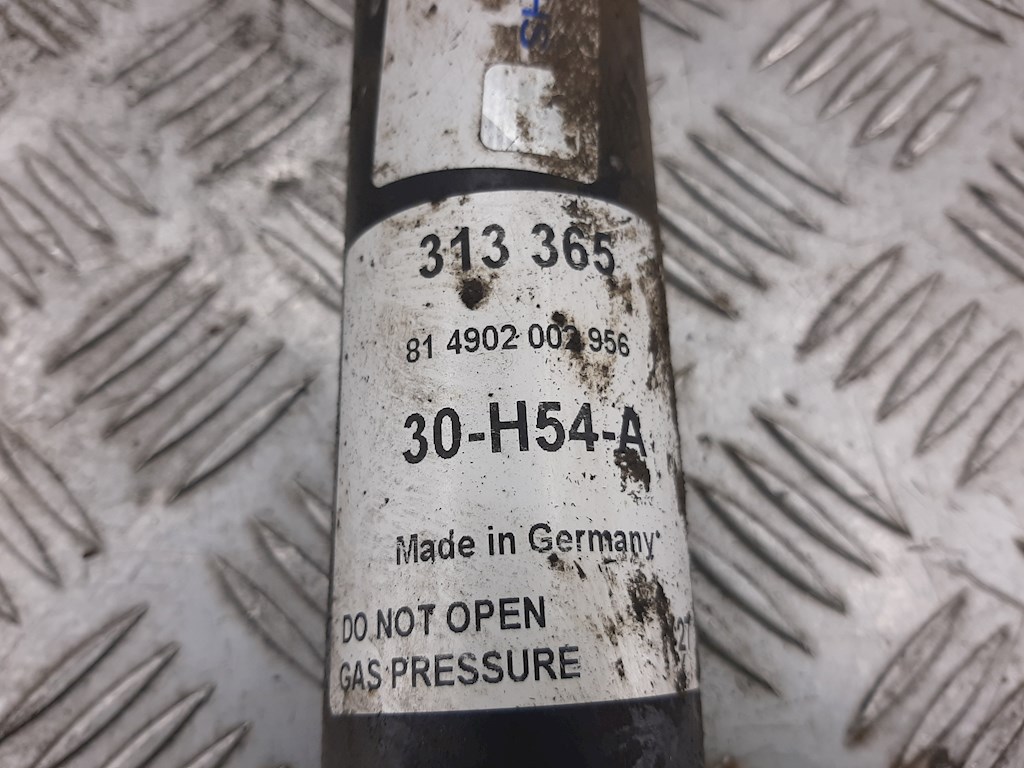 313 365
81 4902 002 956
30-H54-A
Made in Germany
DO NOT OPEN
GAS PRESSURE